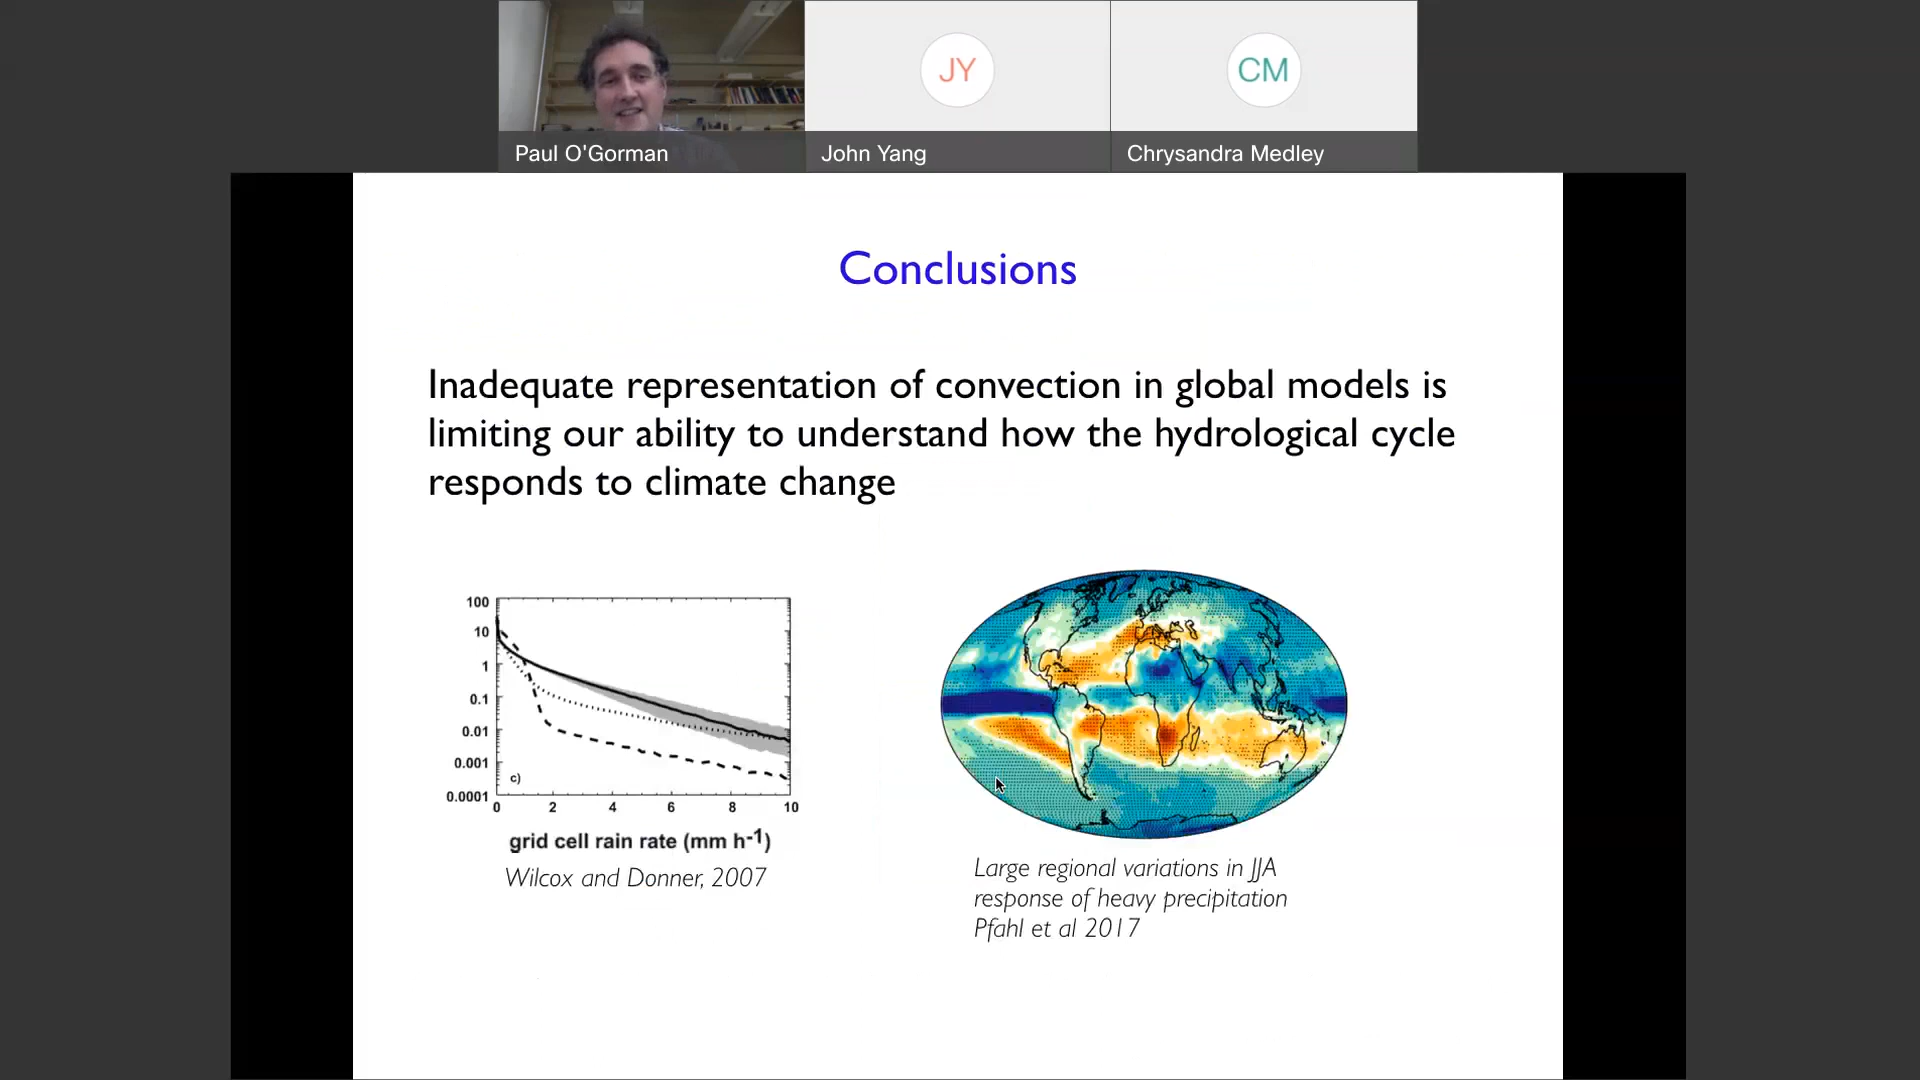 JY
CM
Paul O'Gorman
John Yang
Chrysandra Medley
Conclusions
Inadequate representation of convection in global models is
limiting our ability to understand how the hydrological cycle
responds to climate change
100
10
1
0.1
0.01
0.001
0.0001
c)
0 2 4 6 8 10
grid cell rain rate (mm h-1)
Wilcox and Donner, 2007
Large regional variations in JJA
response of heavy precipitation
Pfahl et al 2017